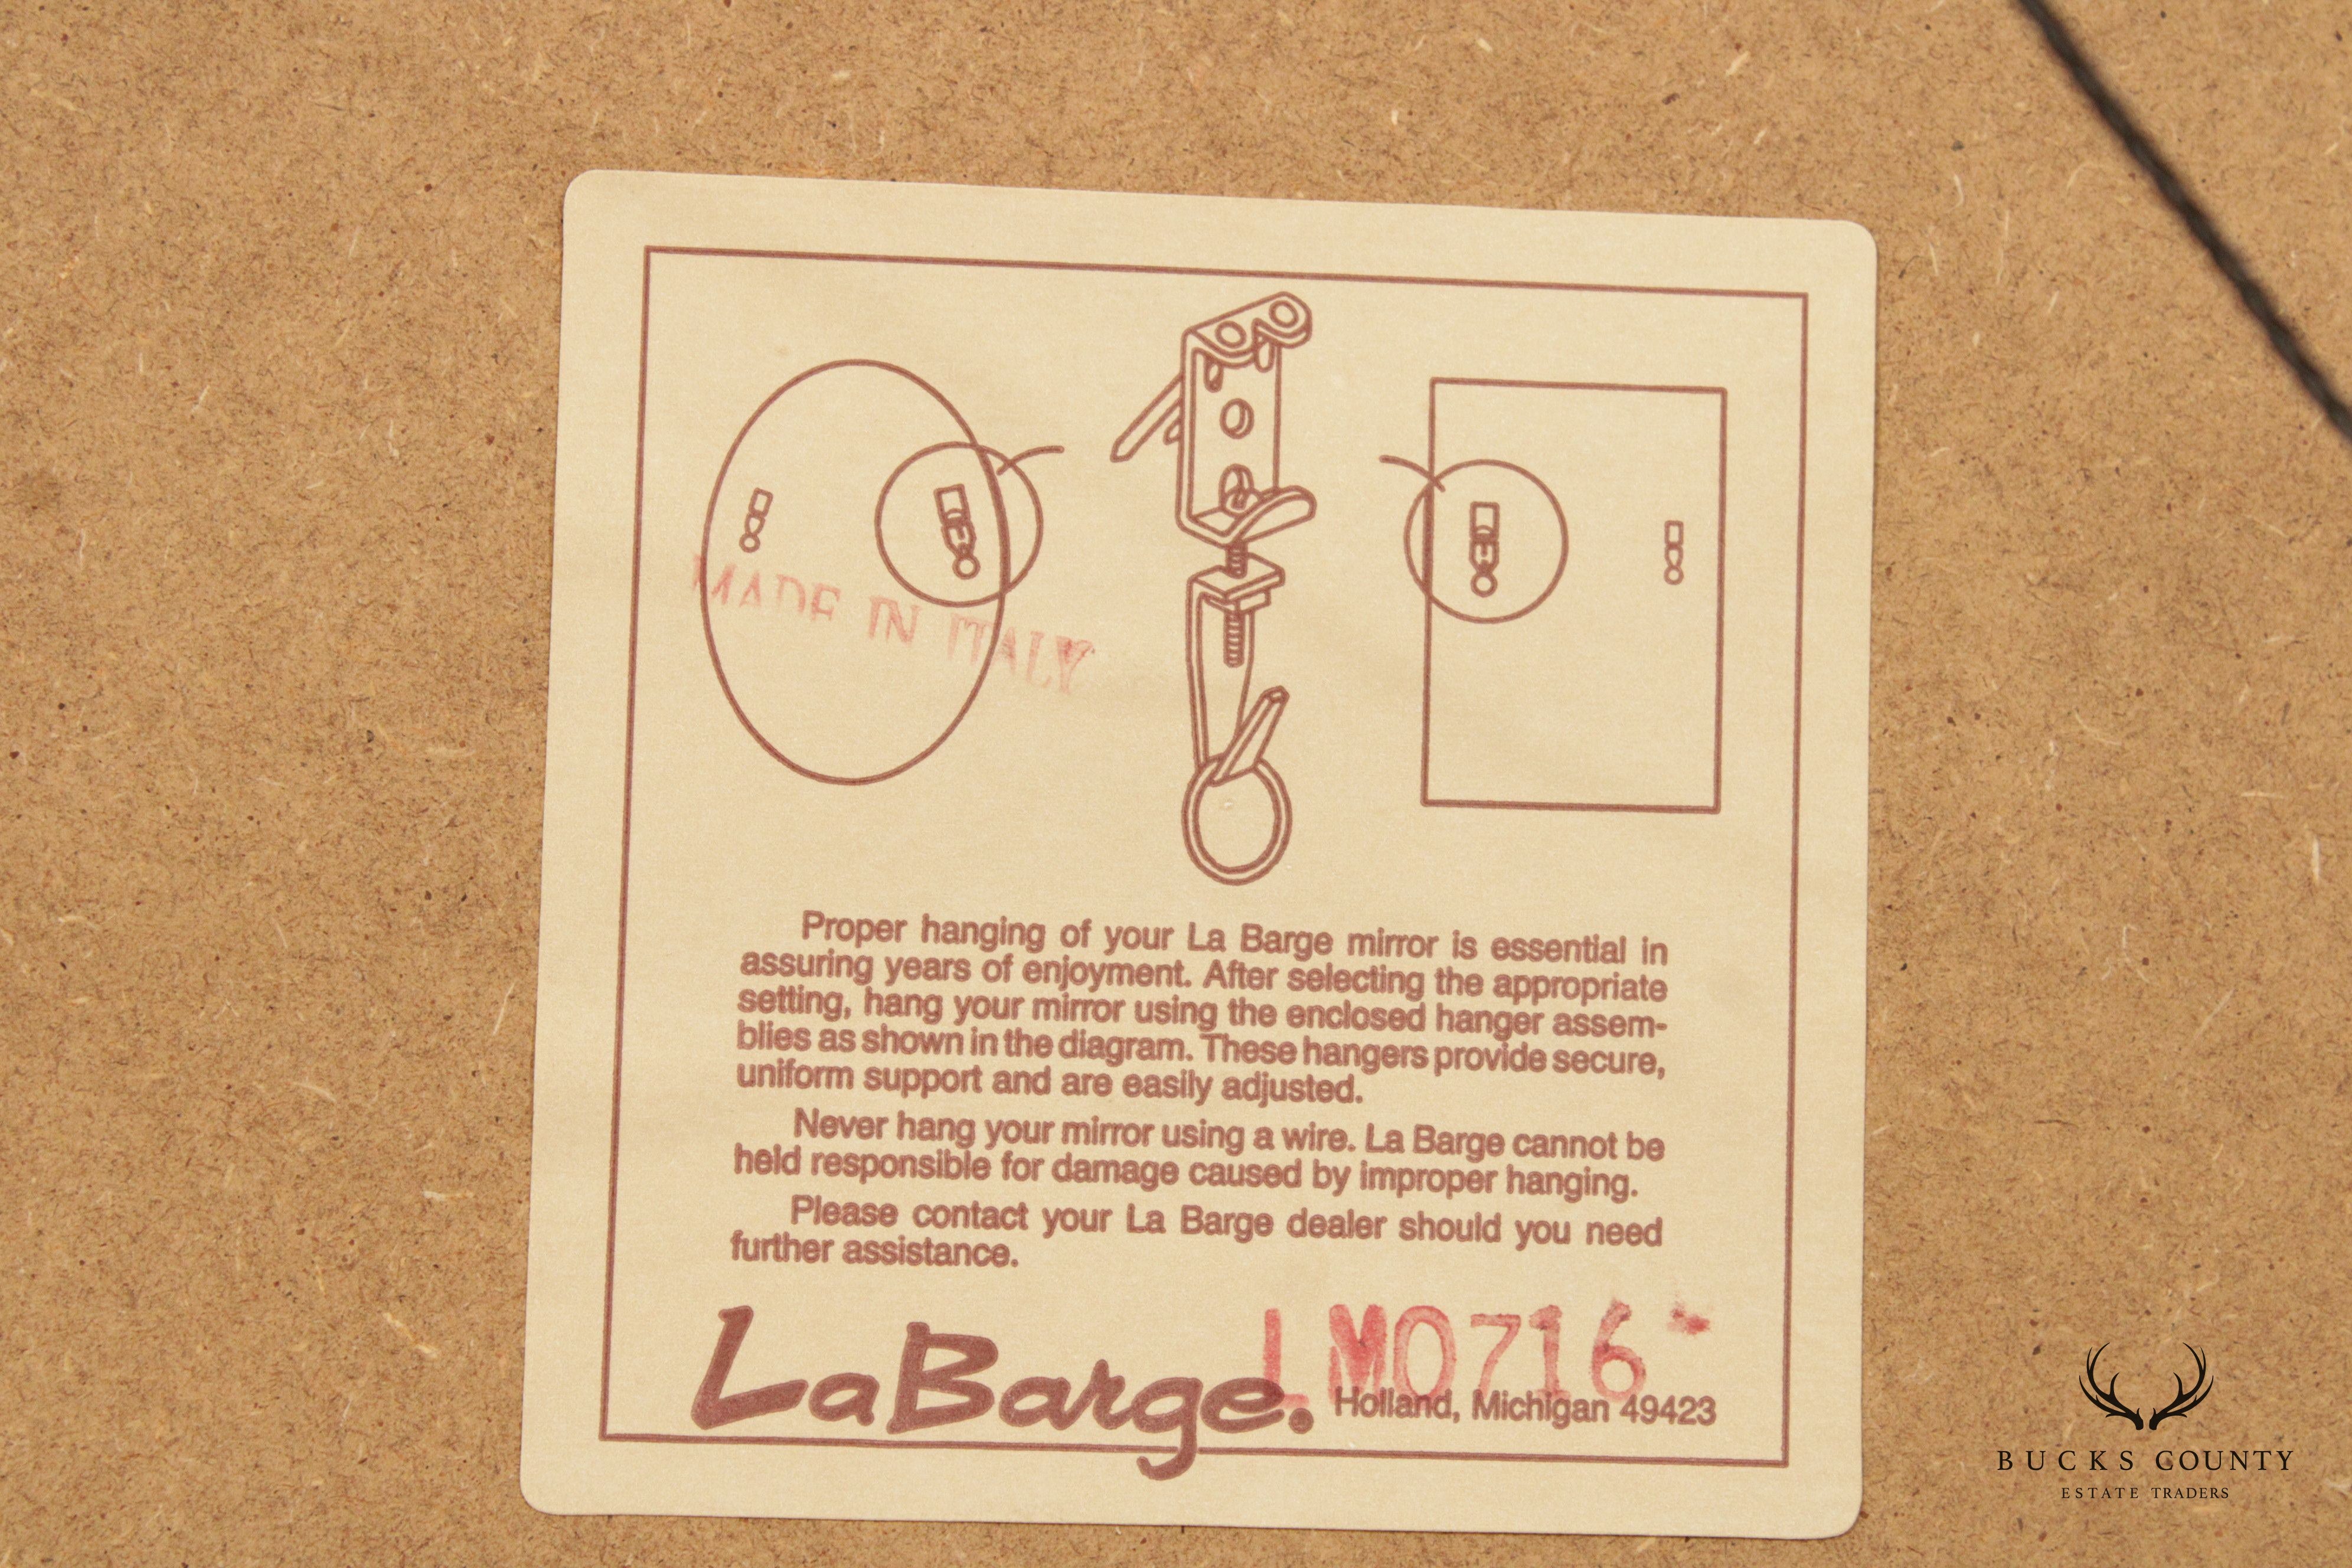 MADE IN ITALY
Proper hanging of your La Barge mirror is essential in
assuring years of enjoyment. After selecting the appropriate
setting, hang your mirror using the enclosed hanger assem-
blies as shown in the diagram. These hangers provide secure,
uniform support and are easily adjusted.
Never hang your mirror using a wire. La Barge cannot be
held responsible for damage caused by improper hanging.
Please contact your La Barge dealer should you need
further assistance.
LM0716
LaBarge. Holland, Michigan 49423
BUCKS COUNTY
ESTATE TRADERS